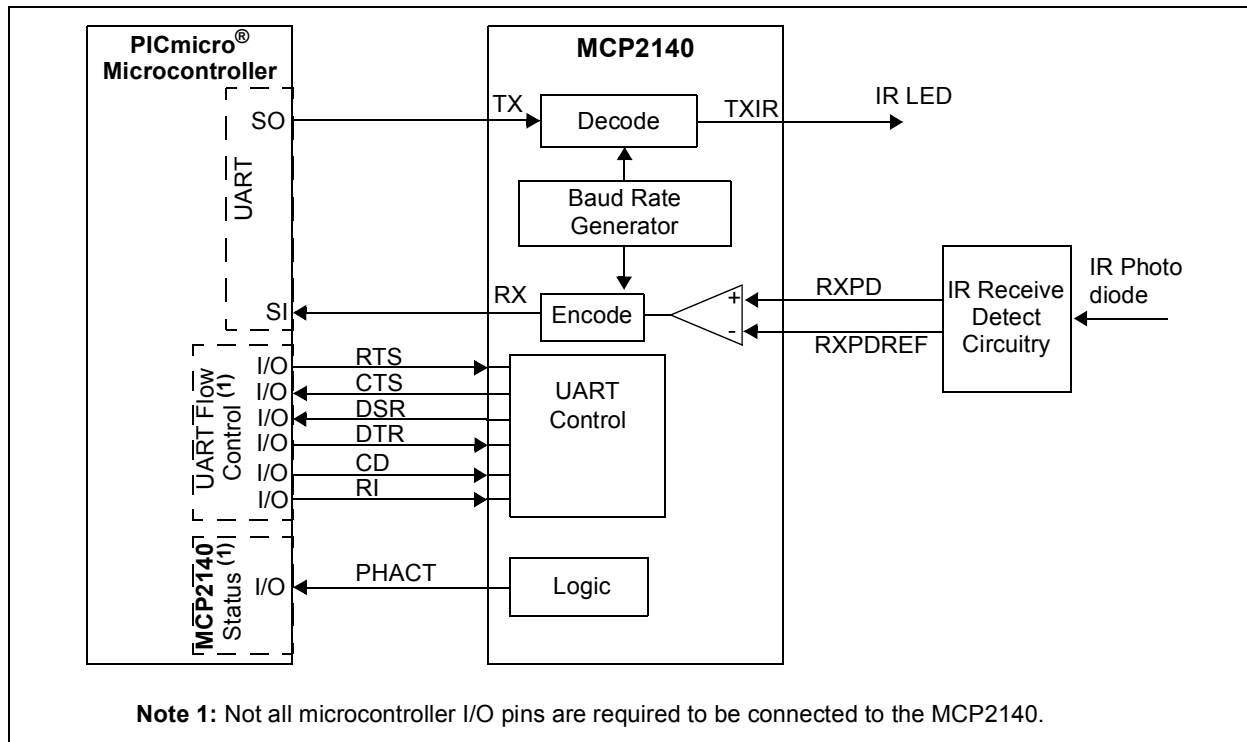 PICmicro®
Microcontroller
MCP2140
UART
SO
TX
Decode
TXIR
IR LED
Baud Rate
Generator
SI
RX
Encode
+
-
RXPD
RXPDREF
IR Receive
Detect
Circuitry
IR Photo
diode
UART Flow
Control (1)
I/O
RTS
I/O
CTS
I/O
DSR
I/O
DTR
I/O
CD
I/O
RI
UART
Control
MCP2140
Status (1)
I/O
PHACT
Logic
Note 1: Not all microcontroller I/O pins are required to be connected to the MCP2140.